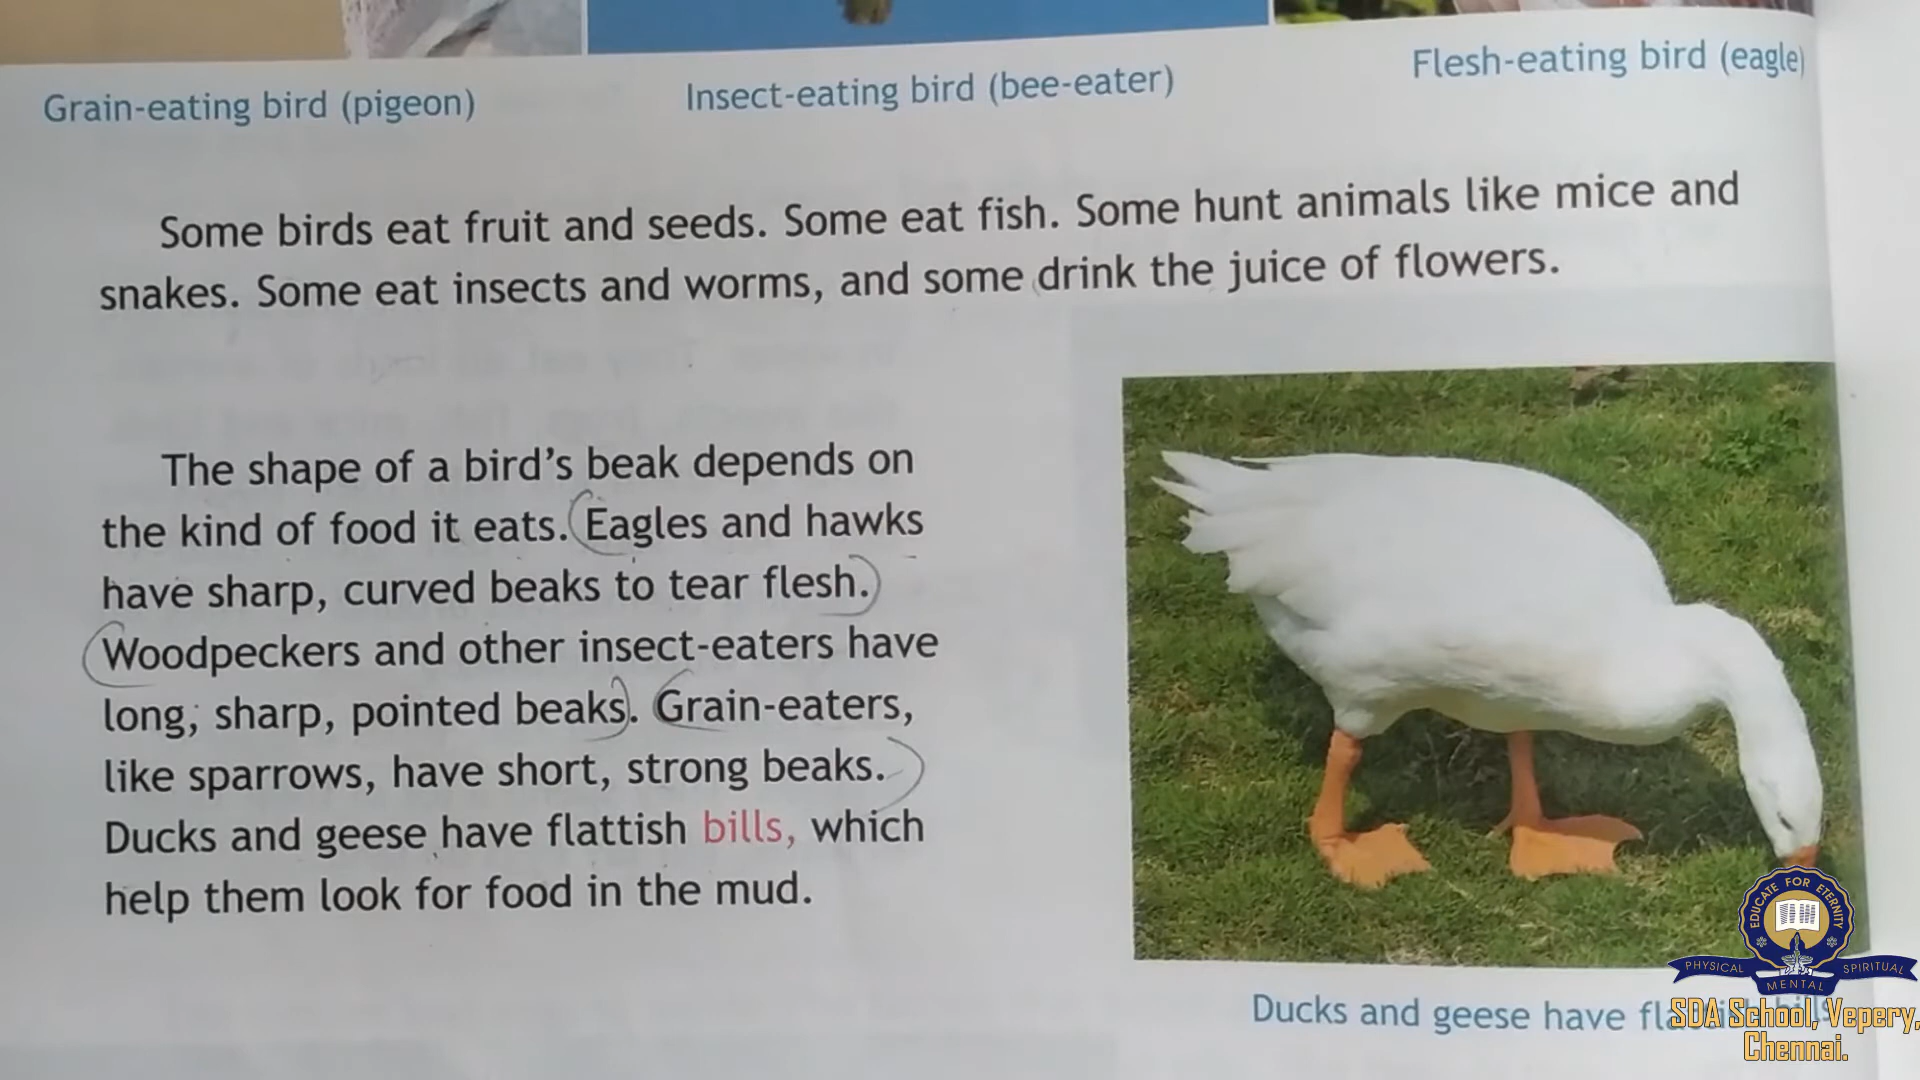 Grain-eating bird (pigeon)
Insect-eating bird (bee-eater)
Flesh-eating bird (eagle)
Some birds eat fruit and seeds. Some eat fish. Some hunt animals like mice and
snakes. Some eat insects and worms, and some drink the juice of flowers.
The shape of a bird's beak depends on
the kind of food it eats. Eagles and hawks
have sharp, curved beaks to tear flesh.
Woodpeckers and other insect-eaters have
long, sharp, pointed beaks. Grain-eaters,
like sparrows, have short, strong beaks.
Ducks and geese have flattish bills, which
help them look for food in the mud.
Ducks and geese have
EDUCATE FOR ETERNITY
PHYSICAL
MENTAL
SPIRITUAL
SDA School, Vepery,
Chennai.